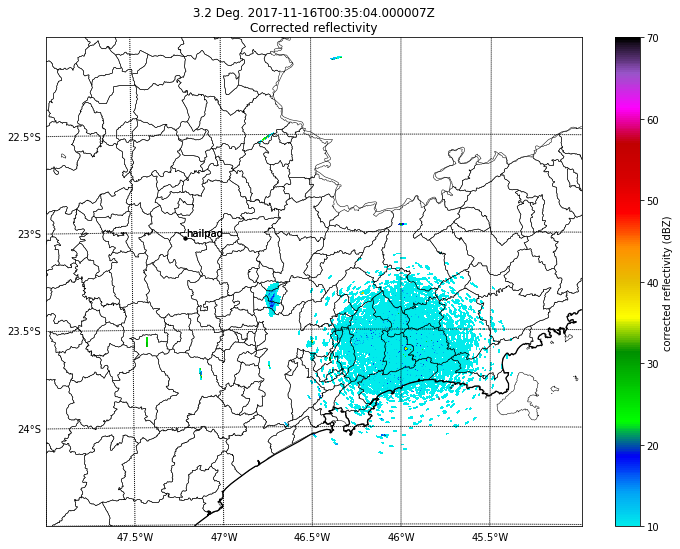 3.2 Deg. 2017-11-16T00:35:04.000007Z
Corrected reflectivity
22.5°S
23°S
23.5°S
24°S
hailpad
47.5°W
47°W
46.5°W
46°W
45.5°W
70
60
50
40
30
20
10
corrected reflectivity (dBZ)